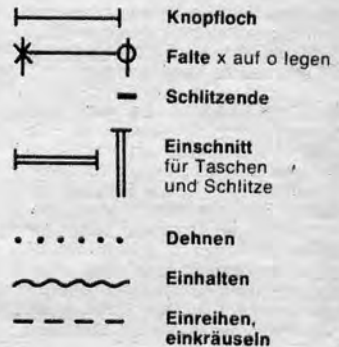 Knopfloch
Falte x auf o legen
Schlitzende
Einschnitt
für Taschen
und Schlitze
Dehnen
Einhalten
Einreihen,
einkräuseln